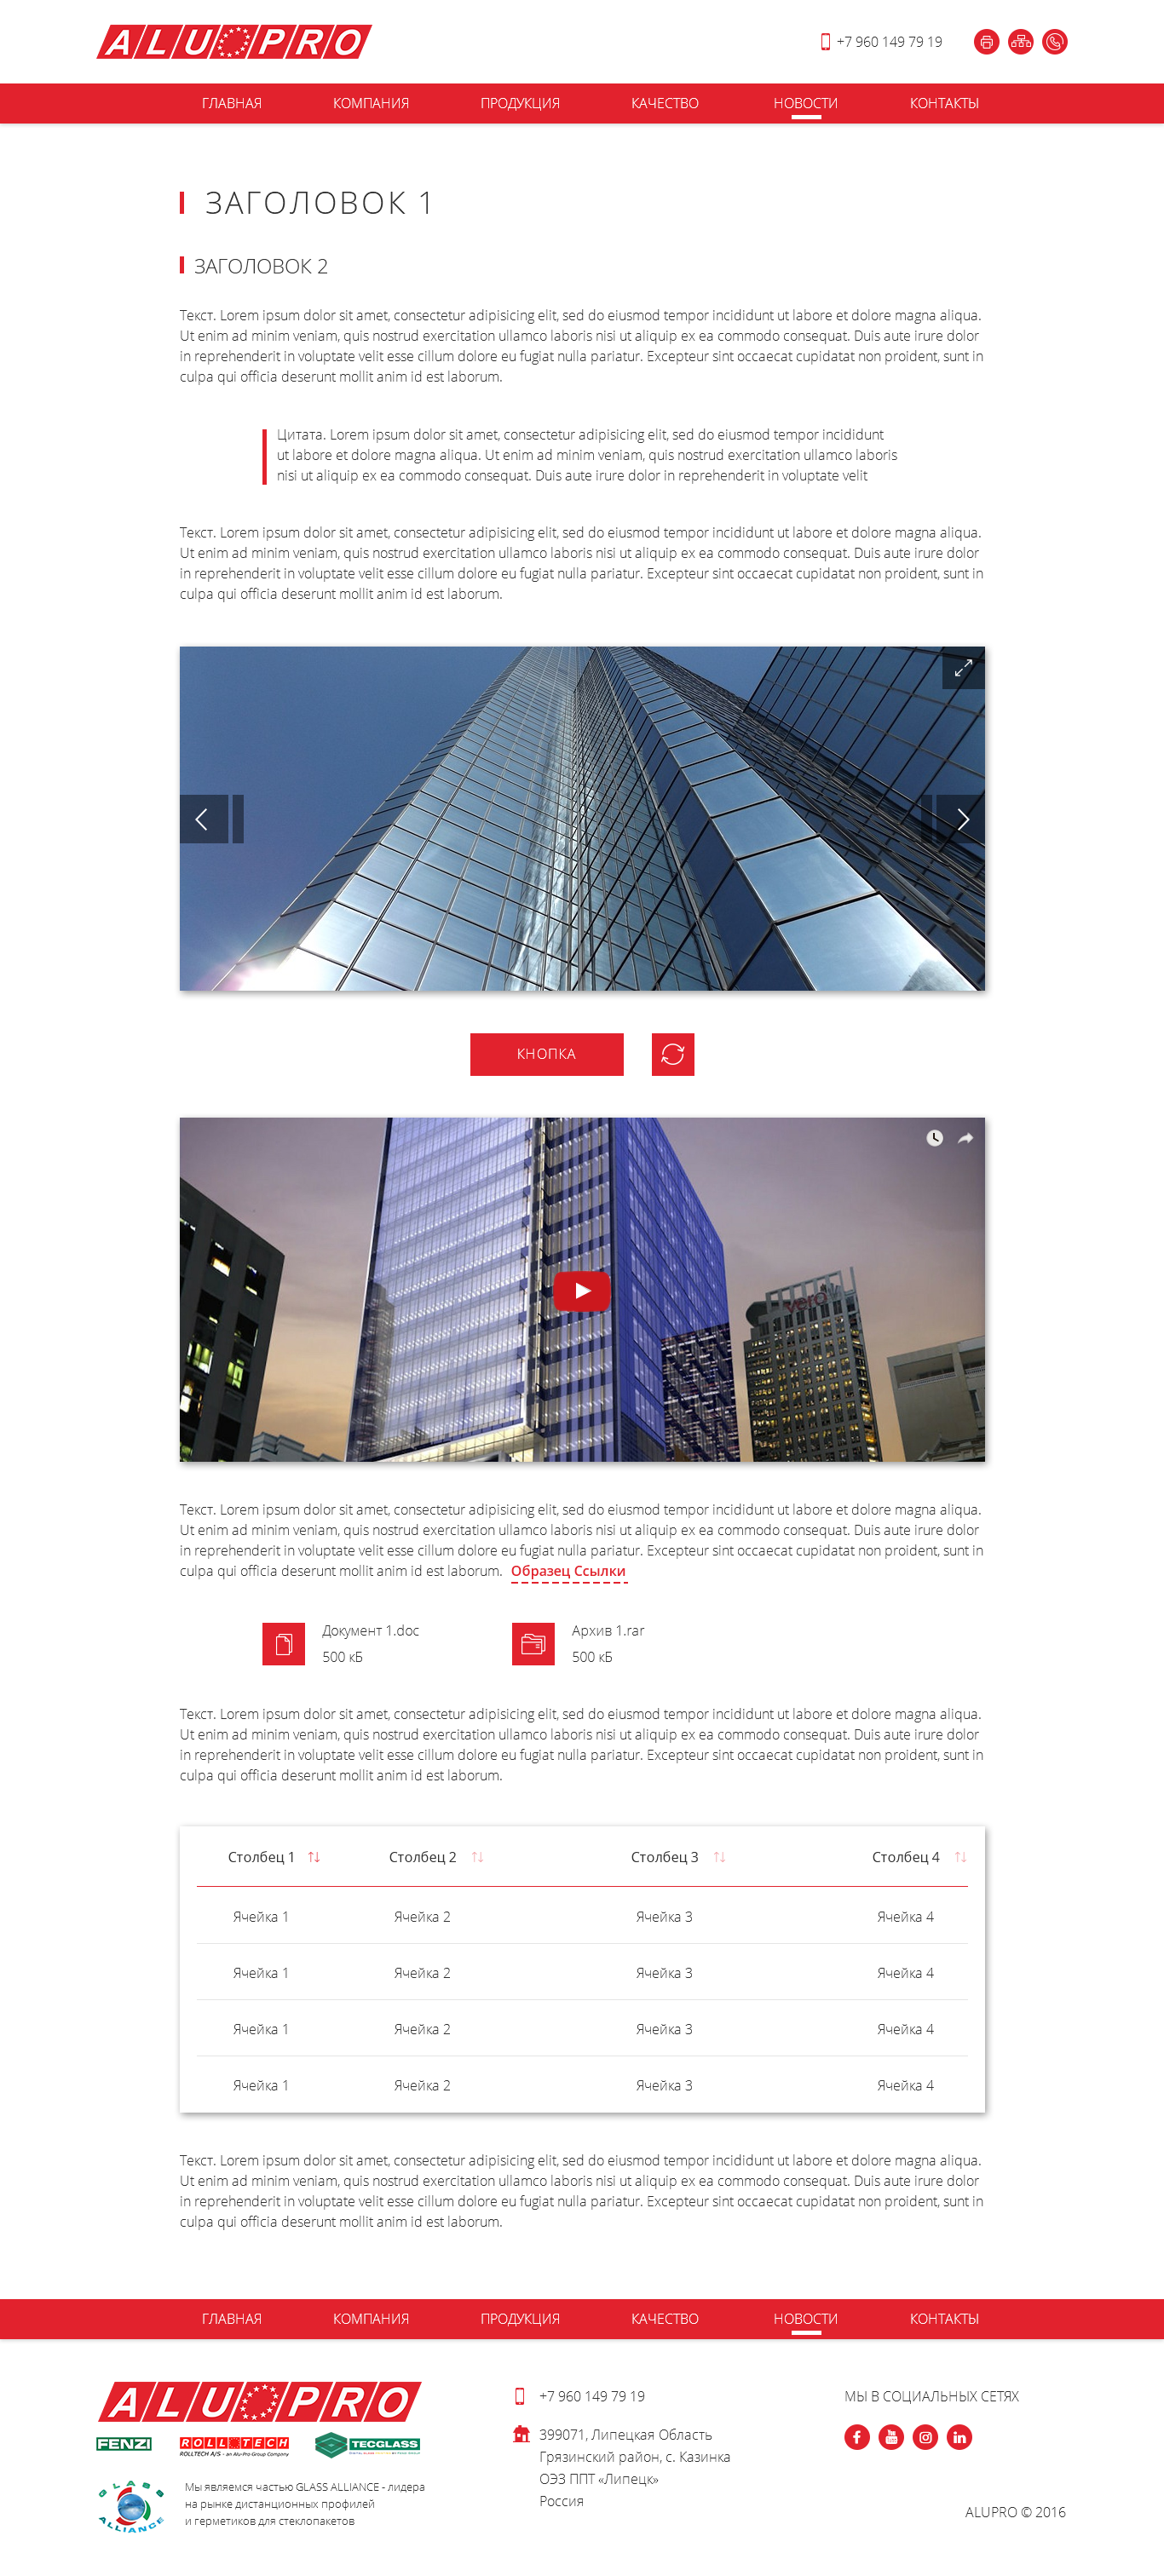 ALU PRO
+7 960 149 79 19
ГЛАВНАЯ КОМПАНИЯ ПРОДУКЦИЯ КАЧЕСТВО НОВОСТИ КОНТАКТЫ
ЗАГОЛОВОК 1
ЗАГОЛОВОК 2
Текст. Lorem ipsum dolor sit amet, consectetur adipisicing elit, sed do eiusmod tempor incididunt ut labore et dolore magna aliqua.
Ut enim ad minim veniam, quis nostrud exercitation ullamco laboris nisi ut aliquip ex ea commodo consequat. Duis aute irure dolor
in reprehenderit in voluptate velit esse cillum dolore eu fugiat nulla pariatur. Excepteur sint occaecat cupidatat non proident, sunt in
culpa qui officia deserunt mollit anim id est laborum.
Цитата. Lorem ipsum dolor sit amet, consectetur adipisicing elit, sed do eiusmod tempor incididunt
ut labore et dolore magna aliqua. Ut enim ad minim veniam, quis nostrud exercitation ullamco laboris
nisi ut aliquip ex ea commodo consequat. Duis aute irure dolor in reprehenderit in voluptate velit
Текст. Lorem ipsum dolor sit amet, consectetur adipisicing elit, sed do eiusmod tempor incididunt ut labore et dolore magna aliqua.
Ut enim ad minim veniam, quis nostrud exercitation ullamco laboris nisi ut aliquip ex ea commodo consequat. Duis aute irure dolor
in reprehenderit in voluptate velit esse cillum dolore eu fugiat nulla pariatur. Excepteur sint occaecat cupidatat non proident, sunt in
culpa qui officia deserunt mollit anim id est laborum.
КНОПКА
Текст. Lorem ipsum dolor sit amet, consectetur adipisicing elit, sed do eiusmod tempor incididunt ut labore et dolore magna aliqua.
Ut enim ad minim veniam, quis nostrud exercitation ullamco laboris nisi ut aliquip ex ea commodo consequat. Duis aute irure dolor
in reprehenderit in voluptate velit esse cillum dolore eu fugiat nulla pariatur. Excepteur sint occaecat cupidatat non proident, sunt in
culpa qui officia deserunt mollit anim id est laborum. Образец Ссылки
Документ 1.doc Архив 1.rar
500 кБ 500 кБ
Текст. Lorem ipsum dolor sit amet, consectetur adipisicing elit, sed do eiusmod tempor incididunt ut labore et dolore magna aliqua.
Ut enim ad minim veniam, quis nostrud exercitation ullamco laboris nisi ut aliquip ex ea commodo consequat. Duis aute irure dolor
in reprehenderit in voluptate velit esse cillum dolore eu fugiat nulla pariatur. Excepteur sint occaecat cupidatat non proident, sunt in
culpa qui officia deserunt mollit anim id est laborum.
Столбец 1 Столбец 2 Столбец 3 Столбец 4
Ячейка 1 Ячейка 2 Ячейка 3 Ячейка 4
Ячейка 1 Ячейка 2 Ячейка 3 Ячейка 4
Ячейка 1 Ячейка 2 Ячейка 3 Ячейка 4
Ячейка 1 Ячейка 2 Ячейка 3 Ячейка 4
Текст. Lorem ipsum dolor sit amet, consectetur adipisicing elit, sed do eiusmod tempor incididunt ut labore et dolore magna aliqua.
Ut enim ad minim veniam, quis nostrud exercitation ullamco laboris nisi ut aliquip ex ea commodo consequat. Duis aute irure dolor
in reprehenderit in voluptate velit esse cillum dolore eu fugiat nulla pariatur. Excepteur sint occaecat cupidatat non proident, sunt in
culpa qui officia deserunt mollit anim id est laborum.
ГЛАВНАЯ КОМПАНИЯ ПРОДУКЦИЯ КАЧЕСТВО НОВОСТИ КОНТАКТЫ
ALU PRO
FENZI ROLLTECH TECGLASS
ROLLTECH A/S - an Alu-Pro Group Company
GLASS ALLIANCE
Мы являемся частью GLASS ALLIANCE - лидера
на рынке дистанционных профилей
и герметиков для стеклопакетов
+7 960 149 79 19
399071, Липецкая Область
Грязинский район, с. Казинка
ОЭЗ ППТ «Липецк»
Россия
МЫ В СОЦИАЛЬНЫХ СЕТЯХ
You Tube in
ALUPRO © 2016